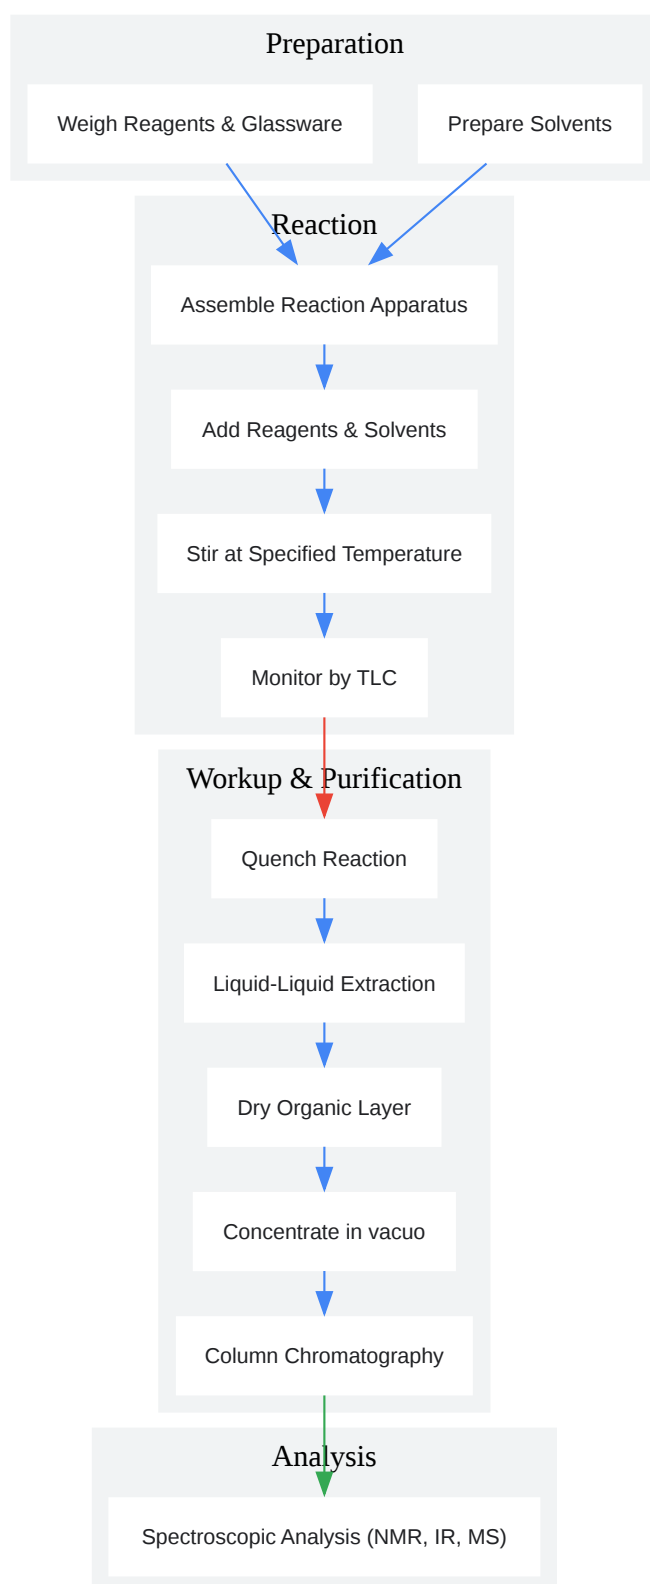 Preparation
Weigh Reagents & Glassware
Prepare Solvents
Reaction
Assemble Reaction Apparatus
Add Reagents & Solvents
Stir at Specified Temperature
Monitor by TLC
Workup & Purification
Quench Reaction
Liquid-Liquid Extraction
Dry Organic Layer
Concentrate in vacuo
Column Chromatography
Analysis
Spectroscopic Analysis (NMR, IR, MS)